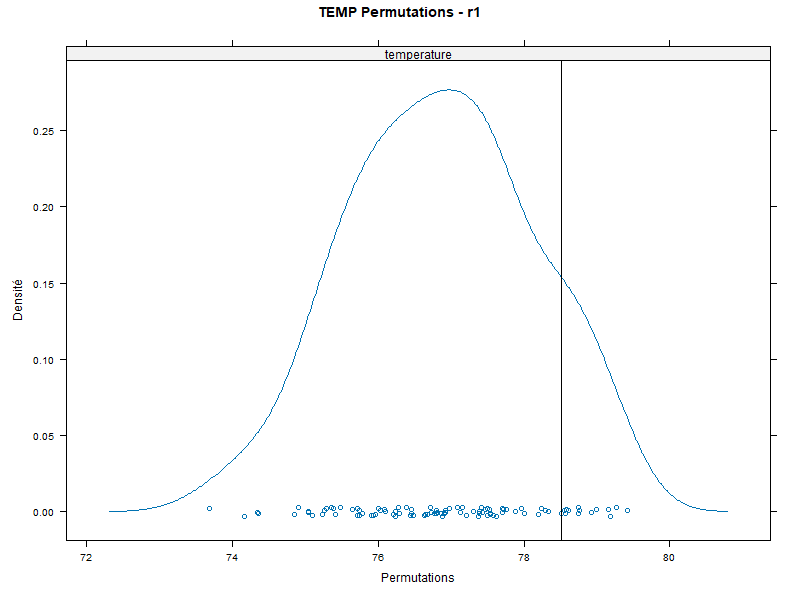 TEMP Permutations - r1
temperature
0.25
0.20
0.15
0.10
0.05
0.00
Densité
72 74 76 78 80
Permutations